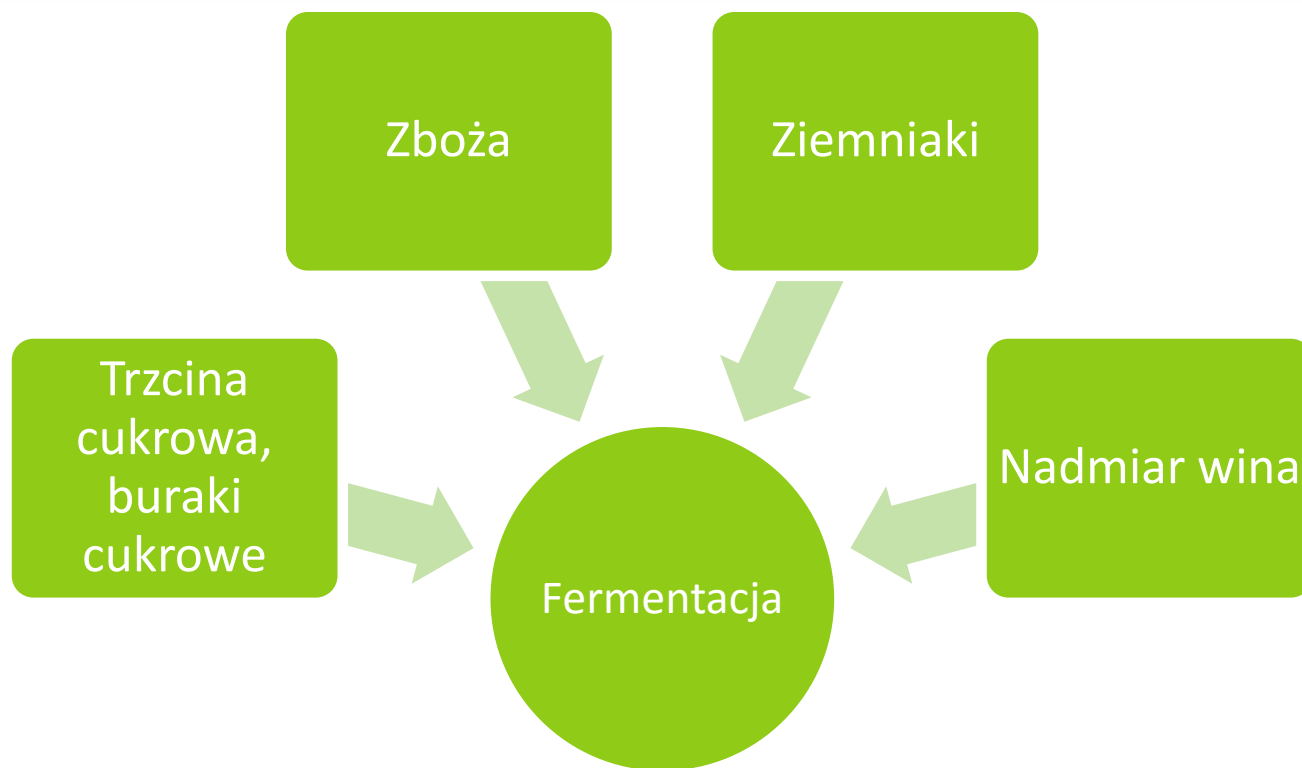 Zboża
Ziemniaki
Trzcina
cukrowa,
buraki
cukrowe
Nadmiar wina
Fermentacja